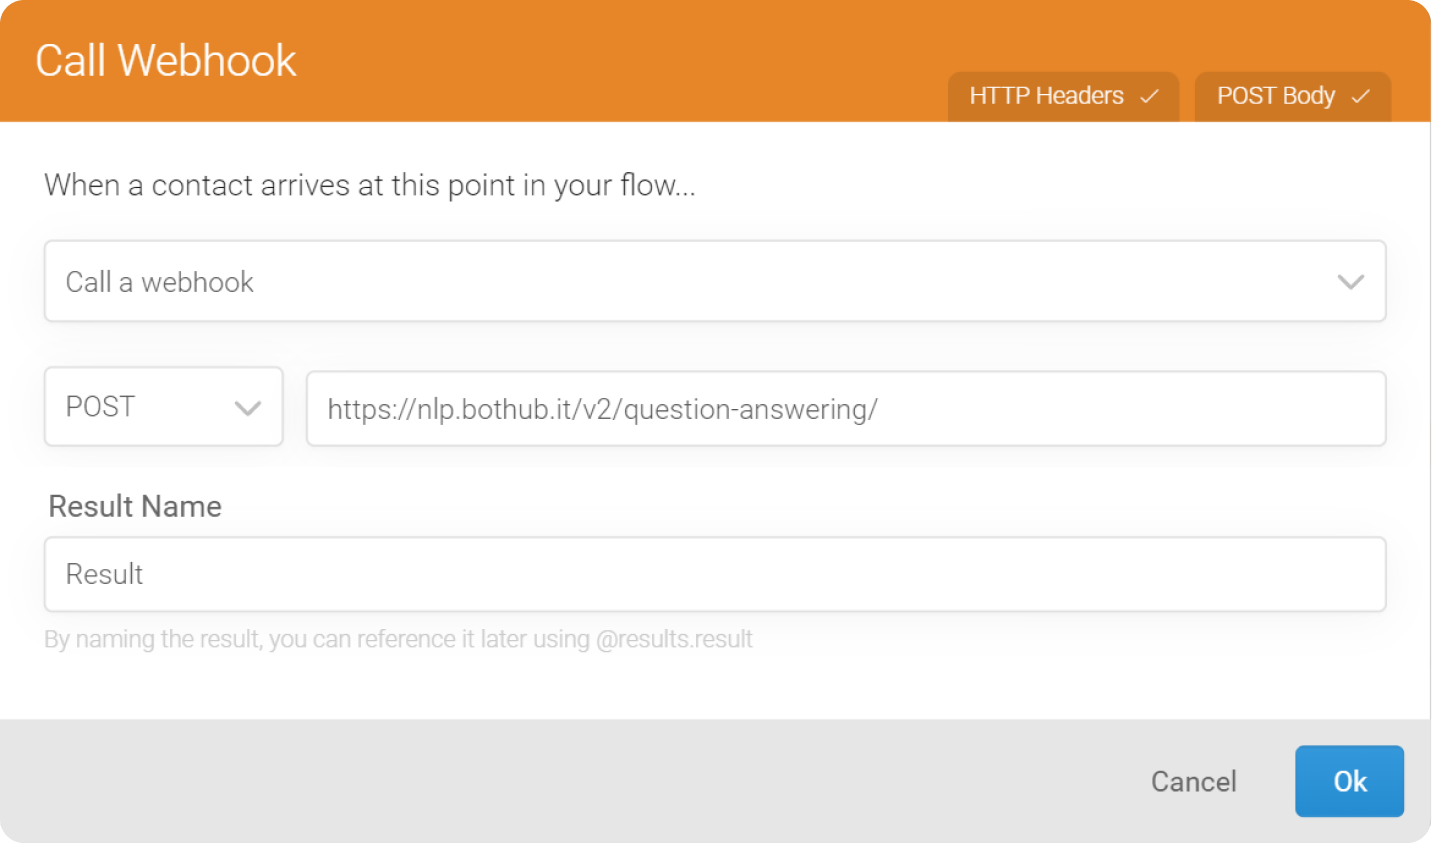 Call Webhook
HTTP Headers
POST Body
When a contact arrives at this point in your flow...
Call a webhook
POST
https://nlp.bothub.it/v2/question-answering/
Result Name
Result
By naming the result, you can reference it later using @results.result
Cancel
Ok